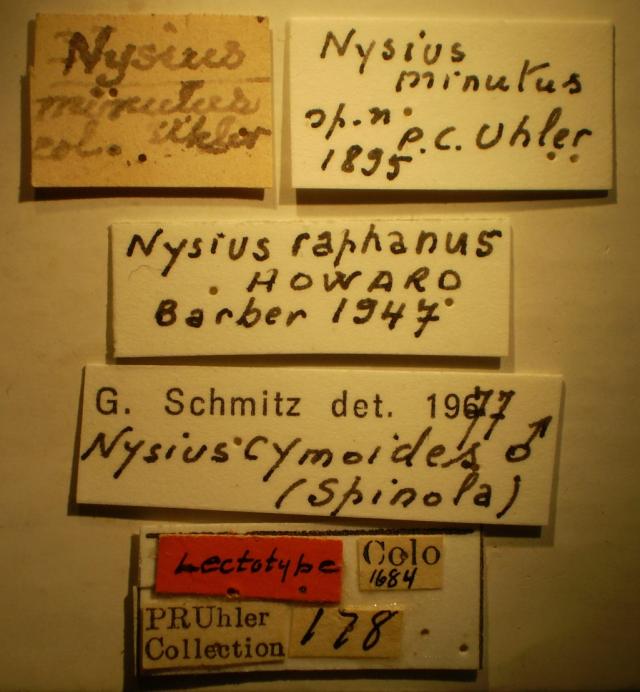 Nysius
minutus
col. Uhler
Nysius
minutus
sp. n. P. C. Uhler
1895
Nysius raphanus
HOWARD
Barber 1947
G. Schmitz det. 1977
Nysius Cymoides ♂
(Spinola)
Lectotype
Colo
1684
PRUhler
Collection
178